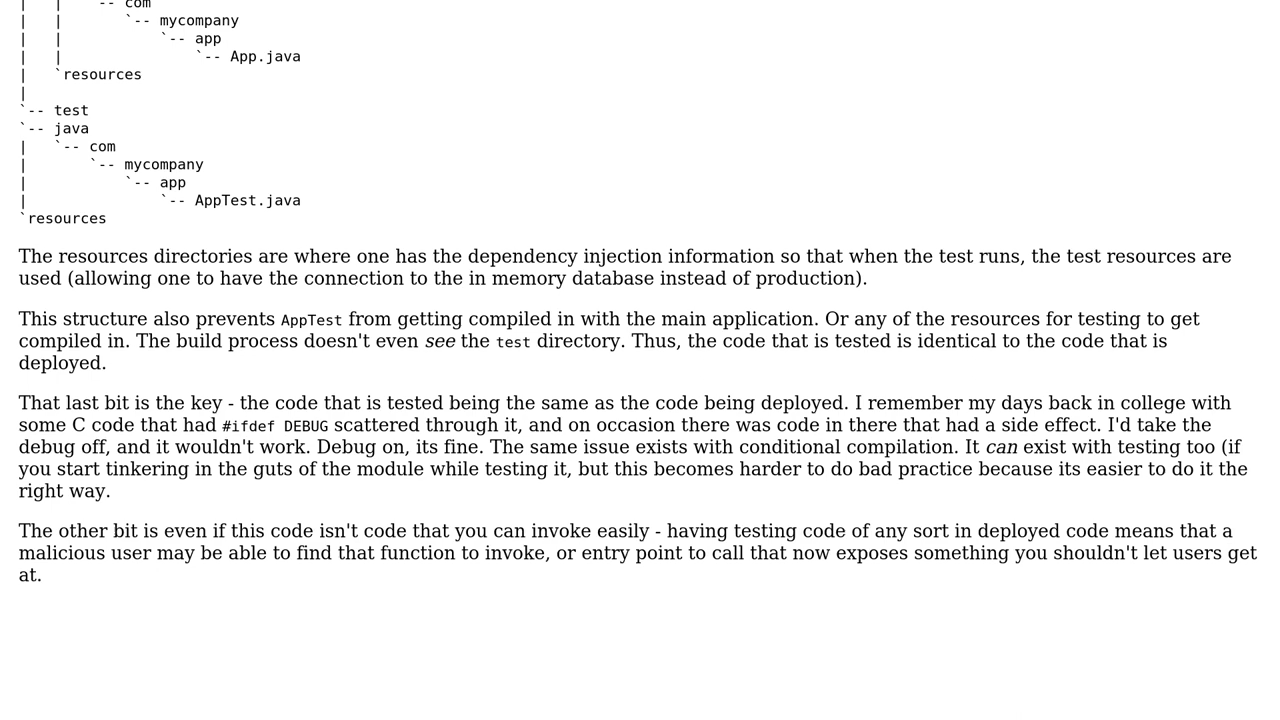 |   |    -- com
|   |       `-- mycompany
|   |           `-- app
|   |               `-- App.java
|   `resources
|
`-- test
`-- java
|   `-- com
|       `-- mycompany
|           `-- app
|               `-- AppTest.java
`resources
The resources directories are where one has the dependency injection information so that when the test runs, the test resources are
used (allowing one to have the connection to the in memory database instead of production).
This structure also prevents AppTest from getting compiled in with the main application. Or any of the resources for testing to get
compiled in. The build process doesn't even see the test directory. Thus, the code that is tested is identical to the code that is
deployed.
That last bit is the key - the code that is tested being the same as the code being deployed. I remember my days back in college with
some C code that had #ifdef DEBUG scattered through it, and on occasion there was code in there that had a side effect. I'd take the
debug off, and it wouldn't work. Debug on, its fine. The same issue exists with conditional compilation. It can exist with testing too (if
you start tinkering in the guts of the module while testing it, but this becomes harder to do bad practice because its easier to do it the
right way.
The other bit is even if this code isn't code that you can invoke easily - having testing code of any sort in deployed code means that a
malicious user may be able to find that function to invoke, or entry point to call that now exposes something you shouldn't let users get
at.